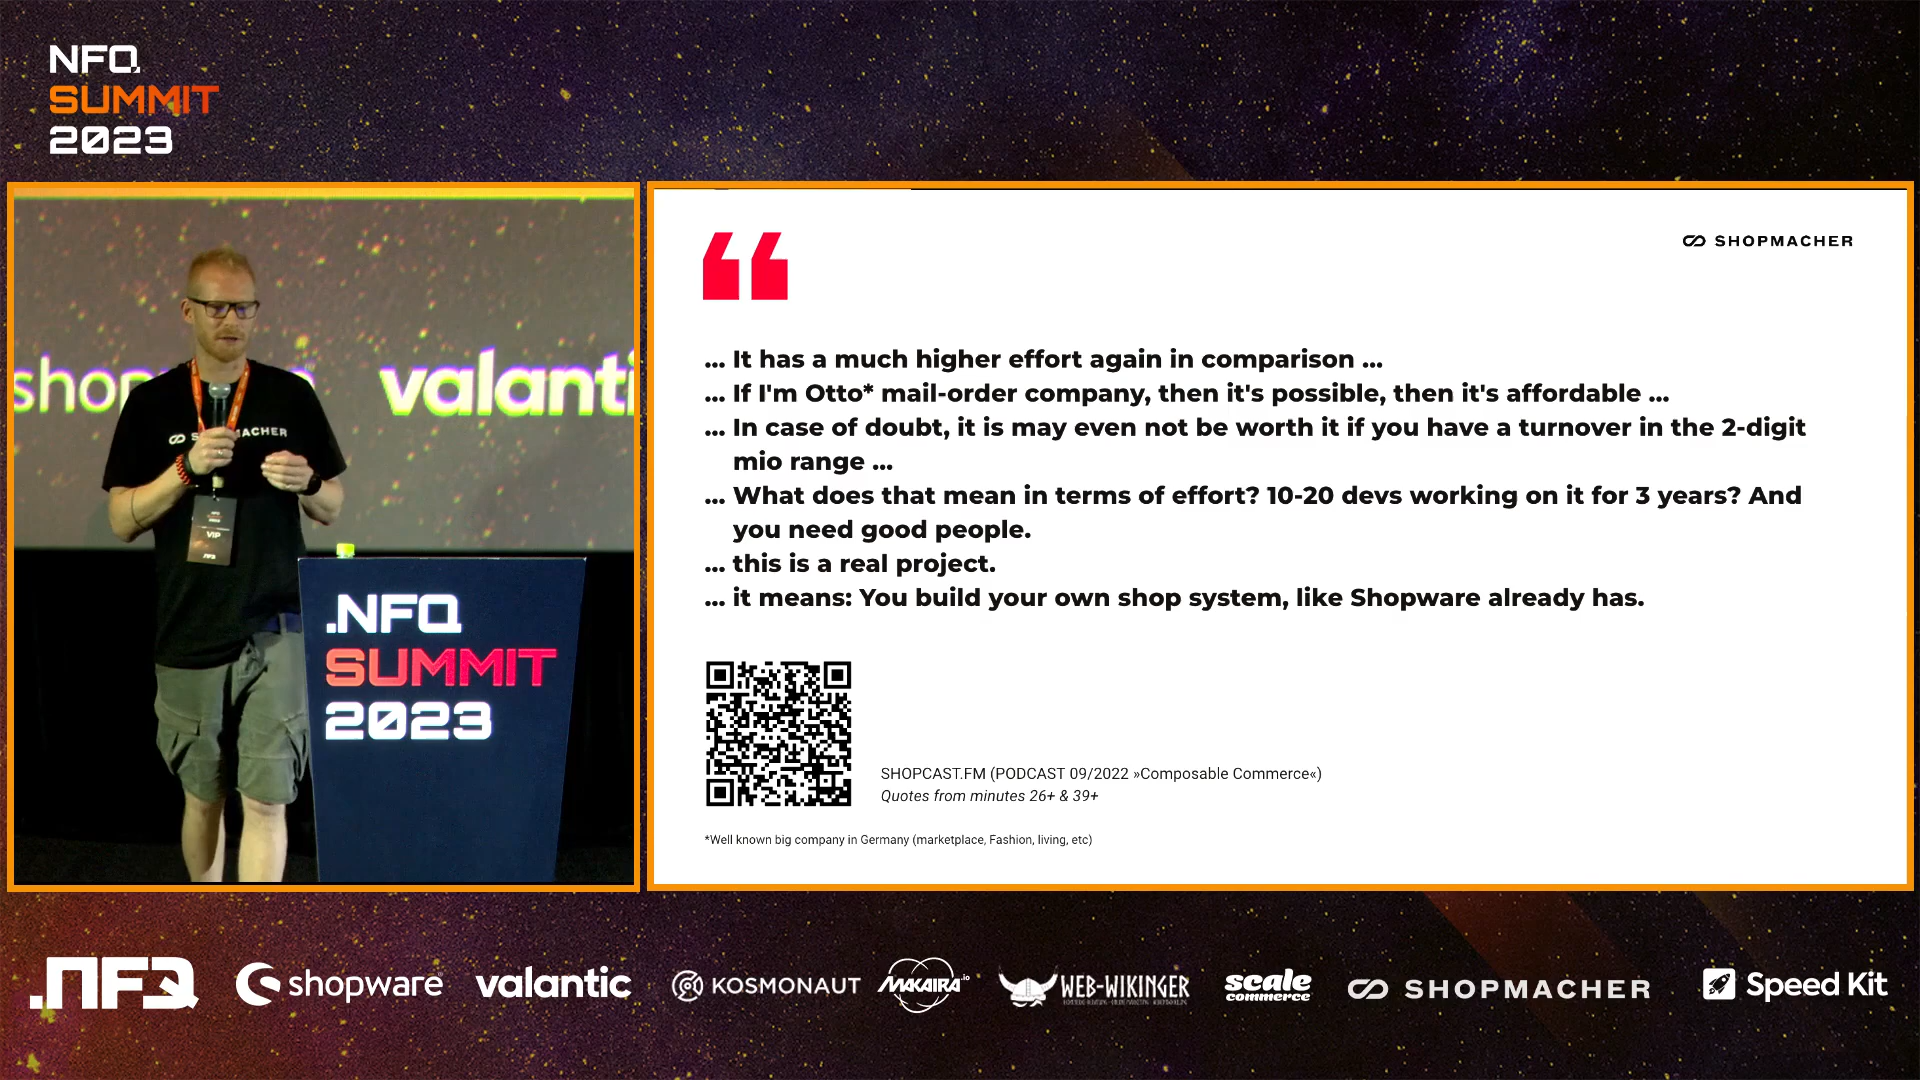 NFQ
SUMMIT
2023
valanti
SHOPMACHER
VIP
.NFQ
SUMMIT
2023
SHOPMACHER
... It has a much higher effort again in comparison ...
... If I'm Otto* mail-order company, then it's possible, then it's affordable ...
... In case of doubt, it is may even not be worth it if you have a turnover in the 2-digit
mio range ...
... What does that mean in terms of effort? 10-20 devs working on it for 3 years? And
you need good people.
... this is a real project.
... it means: You build your own shop system, like Shopware already has.
SHOPCAST.FM (PODCAST 09/2022 »Composable Commerce«)
Quotes from minutes 26+ & 39+
*Well known big company in Germany (marketplace, Fashion, living, etc)
.NFQ
shopware
valantic
KOSMONAUT
MAKAIRA.io
WEB-WIKINGER
scale
commerce
SHOPMACHER
Speed Kit